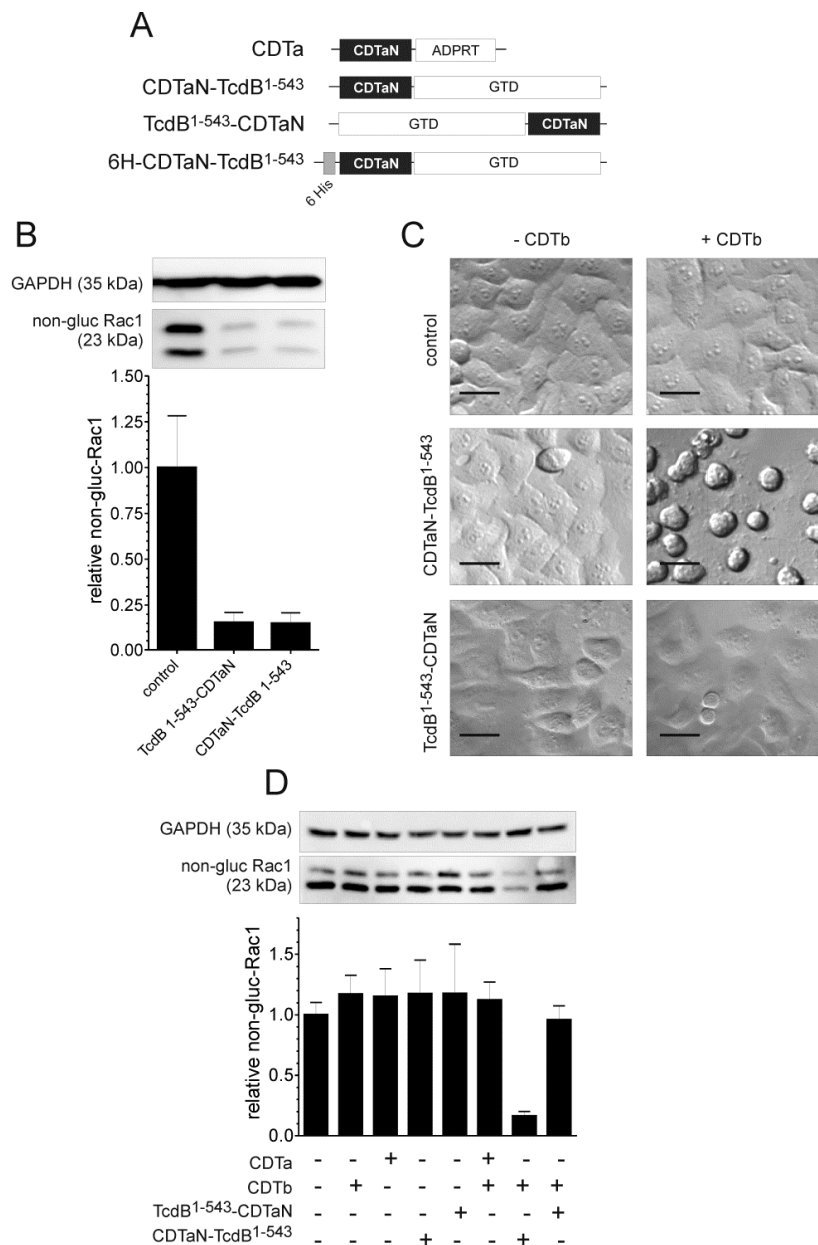 A
CDTa CDTaN ADPRT
CDTaN-TcdB1-543 CDTaN GTD
TcdB1-543-CDTaN GTD CDTaN
6H-CDTaN-TcdB1-543 CDTaN GTD
6 His
B
GAPDH (35 kDa)
non-gluc Rac1
(23 kDa)
relative non-gluc-Rac1
1.50
1.25
1.00
0.75
0.50
0.25
0.00
control
TcdB 1-543-CDTaN
CDTaN-TcdB 1-543
C
- CDTb + CDTb
control
CDTaN-TcdB1-543
TcdB1-543-CDTaN
D
GAPDH (35 kDa)
non-gluc Rac1
(23 kDa)
relative non-gluc-Rac1
1.5
1.0
0.5
0.0
CDTa - - + - - + - -
CDTb - + - - - + + +
TcdB1-543-CDTaN - - - - + - - +
CDTaN-TcdB1-543 - - - + - - + -